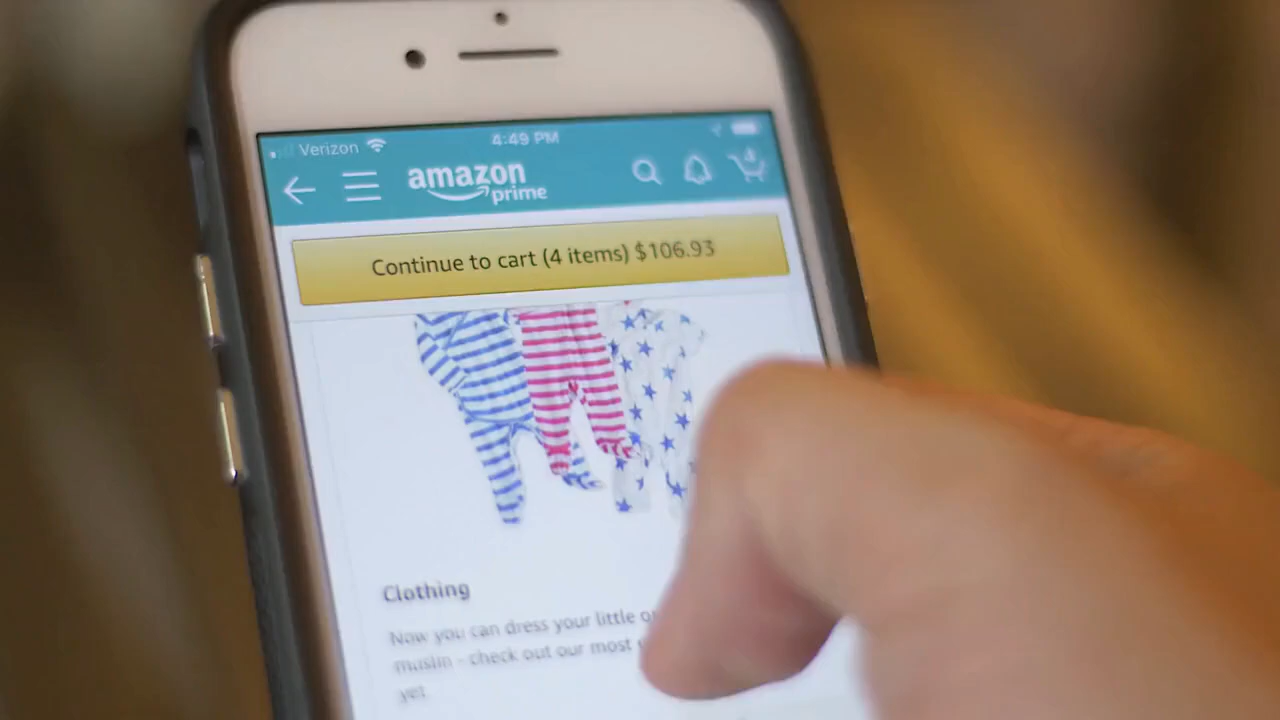 Verizon 4:49 PM
amazon
prime
4
Continue to cart (4 items) $106.93
Clothing
Now you can dress your little
muslin - check out our most
yet.